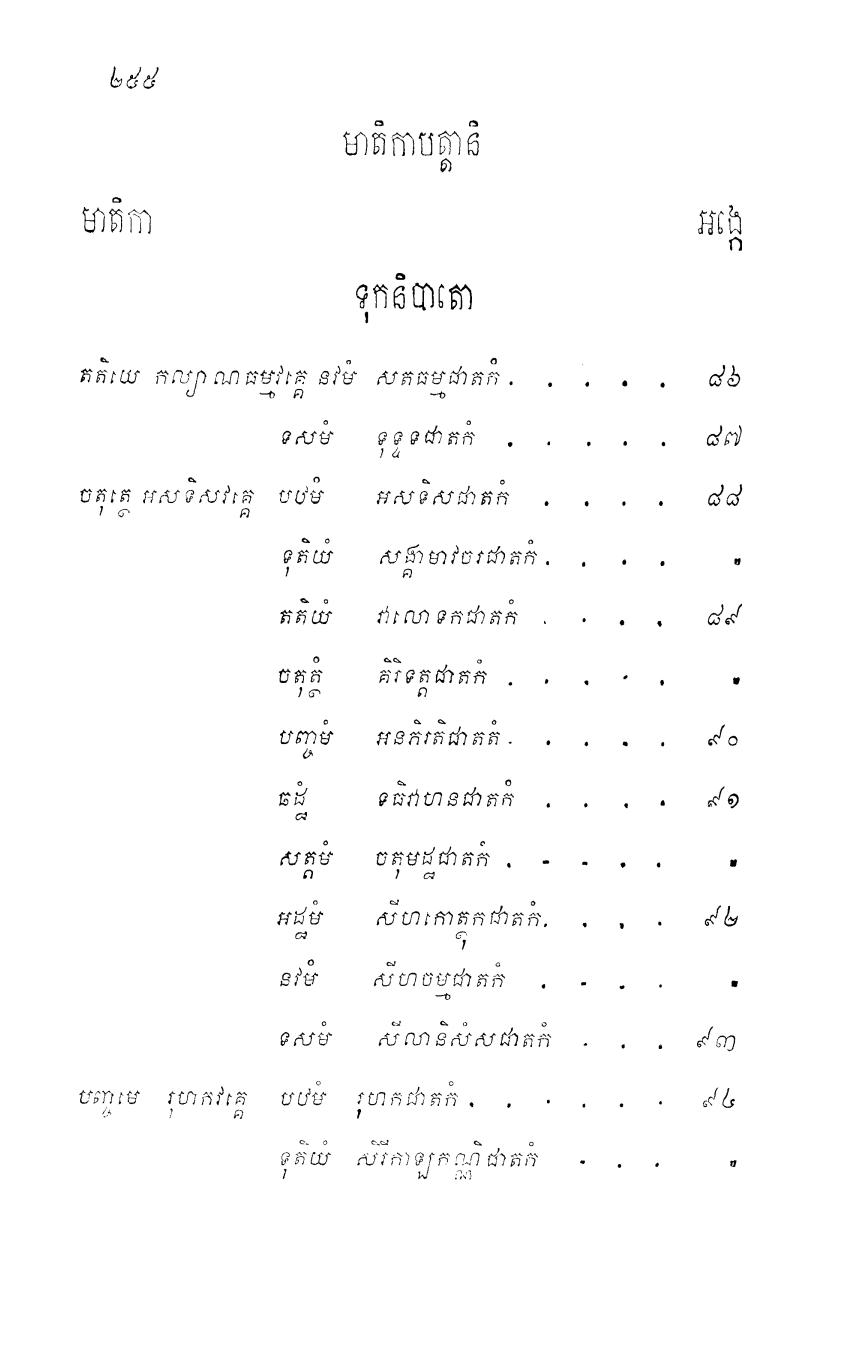 ២៥៥
មាតិកាបត្តានិ
មាតិកា អង្កេ
ទុកនិបាតោ
តតិយេ កល្យាណធម្មវគ្គេ នវមំ សតធម្មជាតកំ . . . . . ៨៦
ទសមំ ទុទ្ទទជាតកំ . . . . . ៨៧
ចតុត្ថេ អសទិសវគ្គេ បឋមំ អសទិសជាតកំ . . . . ៨៨
ទុតិយំ សង្គាមាវចរជាតកំ . . . . "
តតិយំ វាលោទកជាតកំ . . . . ៨៩
ចតុត្ថំ គិរិទត្តជាតកំ . . . . . "
បញ្ចមំ អនភិរតិជាតតំ . . . . . ៩០
ឆដ្ឋំ ទធិវាហនជាតកំ . . . . ៩១
សត្តមំ ចតុមដ្ឋជាតកំ . - - . . "
អដ្ឋមំ សីហកោត្ថុកជាតកំ . . . . ៩២
នវមំ សីហចម្មជាតកំ . - . . "
ទសមំ សីលានិសំសជាតកំ . . . ៩៣
បញ្ចមេ រុហកវគ្គេ បឋមំ រុហកជាតកំ . . . . . . ៩៤
ទុតិយំ សិរីកាឡកណ្ណិជាតកំ . . . "